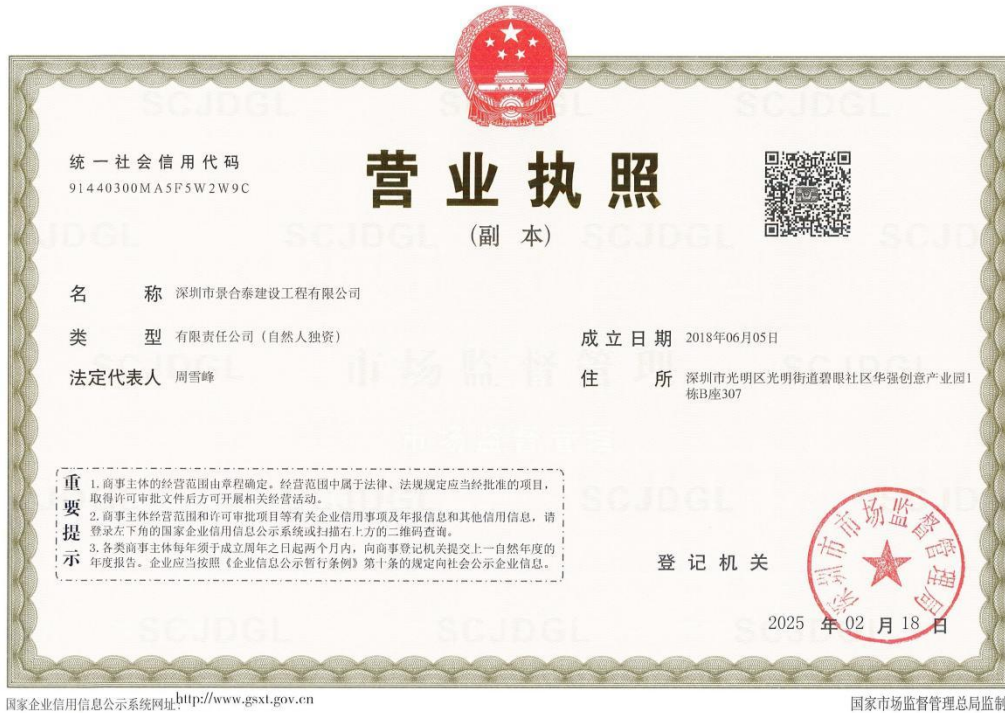 统一社会信用代码
91440300MA5F5W2W9C
营业执照
(副 本)
名 称 深圳市景合泰建设工程有限公司
类 型 有限责任公司（自然人独资）
成立日期 2018年06月05日
法定代表人 周雪峰
住 所 深圳市光明区光明街道碧眼社区华强创意产业园1
栋B座307
重要提示
1.商事主体的经营范围由章程确定。经营范围中属于法律、法规规定应当经批准的项目，
取得许可审批文件后方可开展相关经营活动。
2.商事主体经营范围和许可审批项目等有关企业信用事项及年报信息和其他信用信息，请
登录左下角的国家企业信用信息公示系统或扫描右上方的二维码查询。
3.各类商事主体每年须于成立周年之日起两个月内，向商事登记机关提交上一自然年度的
年度报告。企业应当按照《企业信息公示暂行条例》第十条的规定向社会公示企业信息。
登记机关
深圳市市场监督管理局
2025 年 02 月 18 日
国家企业信用信息公示系统网址：http://www.gsxt.gov.cn
国家市场监督管理总局监制
SCJDGL
市场监督管理